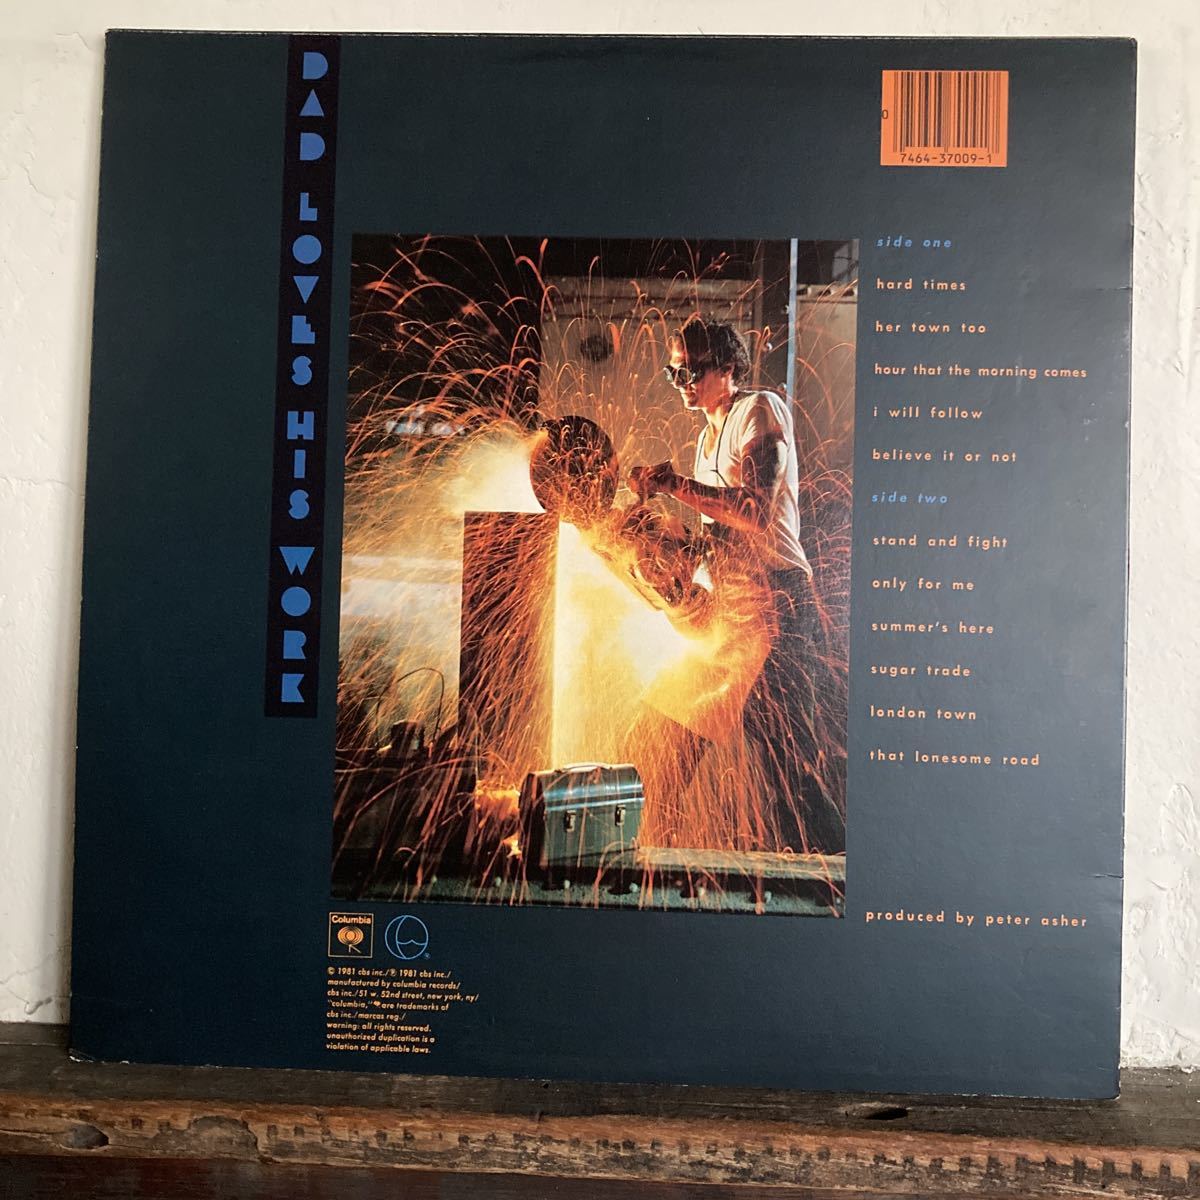 DAD LOVES HIS WORK
0
7464-37009-1
side one
hard times
her town too
hour that the morning comes
i will follow
believe it or not
side two
stand and fight
only for me
summer's here
sugar trade
london town
that lonesome road
produced by peter asher
Columbia
®
© 1981 cbs inc./℗ 1981 cbs inc./
manufactured by columbia records/
cbs inc./51 w. 52nd street, new york, ny/
"columbia," are trademarks of
cbs inc./marcas reg./
warning: all rights reserved.
unauthorized duplication is a
violation of applicable laws.